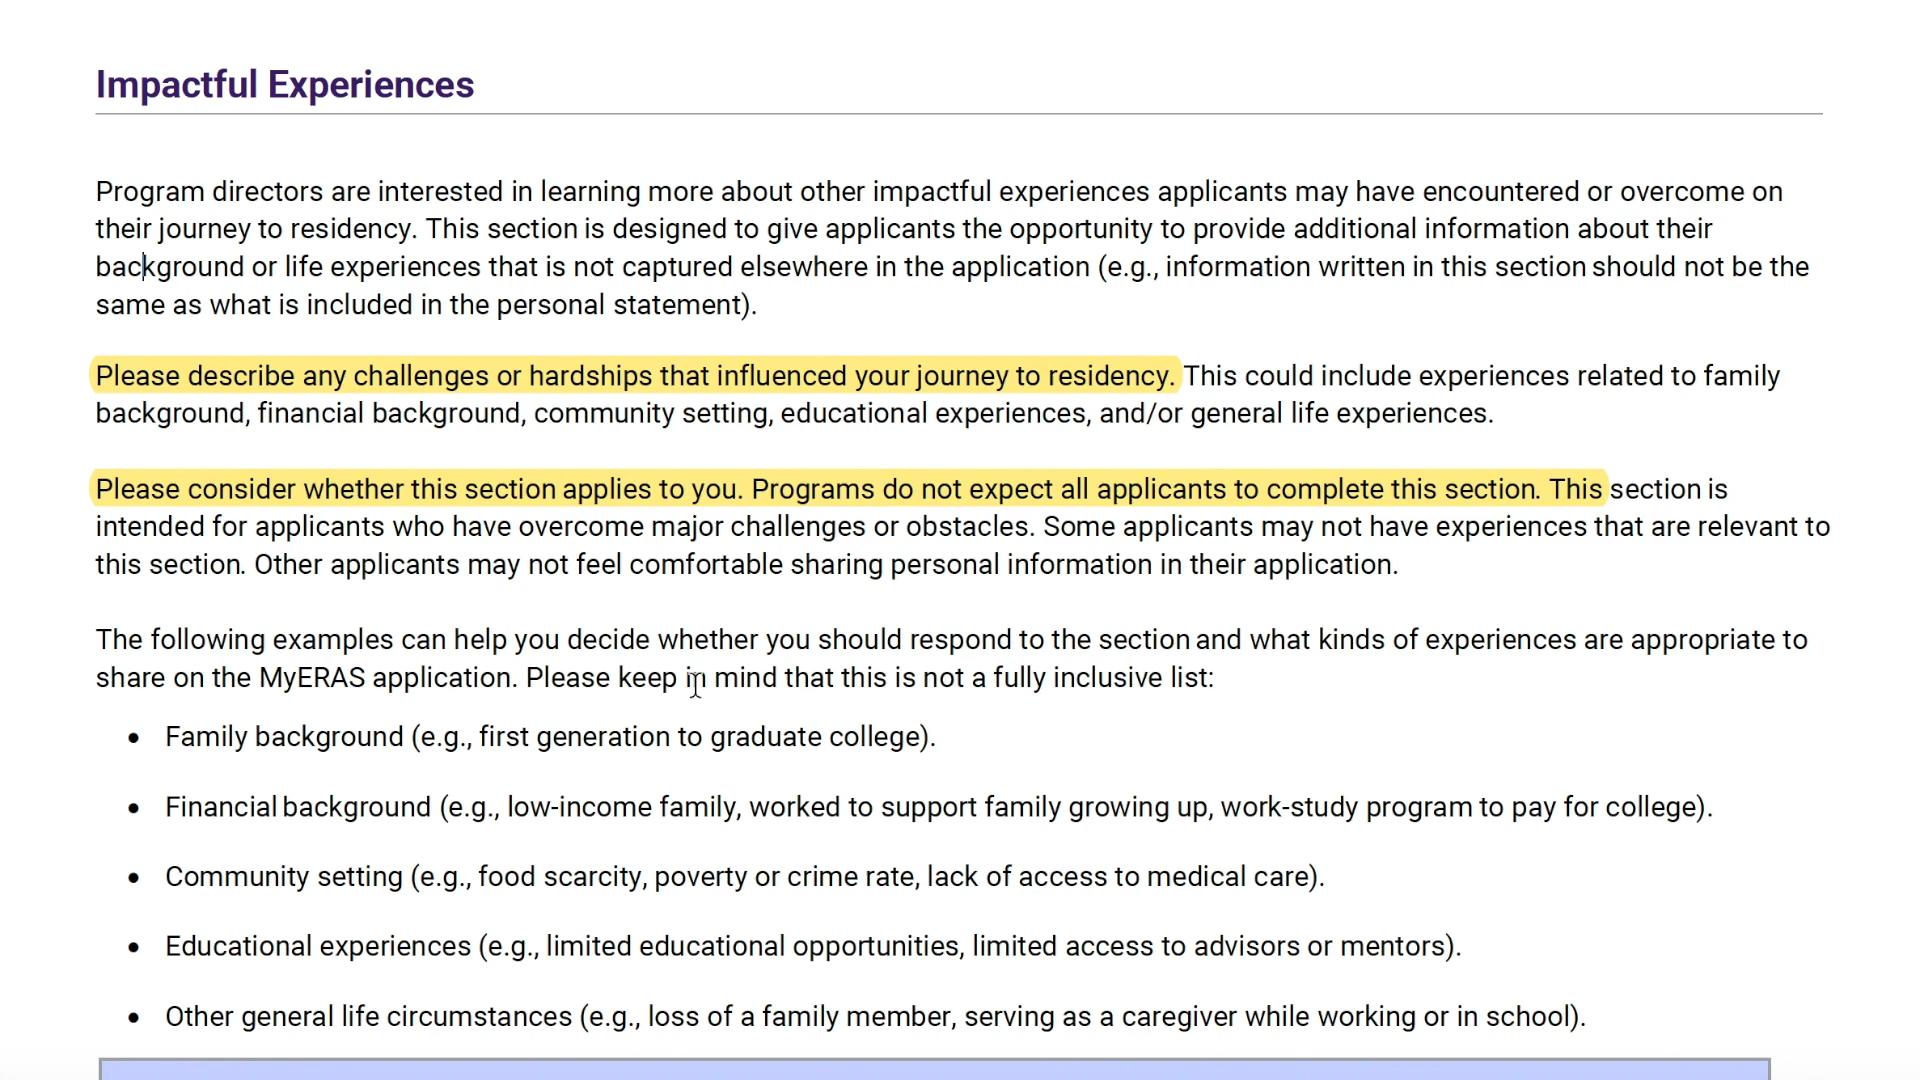 Impactful Experiences
Program directors are interested in learning more about other impactful experiences applicants may have encountered or overcome on
their journey to residency. This section is designed to give applicants the opportunity to provide additional information about their
background or life experiences that is not captured elsewhere in the application (e.g., information written in this section should not be the
same as what is included in the personal statement).
Please describe any challenges or hardships that influenced your journey to residency. This could include experiences related to family
background, financial background, community setting, educational experiences, and/or general life experiences.
Please consider whether this section applies to you. Programs do not expect all applicants to complete this section. This section is
intended for applicants who have overcome major challenges or obstacles. Some applicants may not have experiences that are relevant to
this section. Other applicants may not feel comfortable sharing personal information in their application.
The following examples can help you decide whether you should respond to the section and what kinds of experiences are appropriate to
share on the MyERAS application. Please keep in mind that this is not a fully inclusive list:
• Family background (e.g., first generation to graduate college).
• Financial background (e.g., low-income family, worked to support family growing up, work-study program to pay for college).
• Community setting (e.g., food scarcity, poverty or crime rate, lack of access to medical care).
• Educational experiences (e.g., limited educational opportunities, limited access to advisors or mentors).
• Other general life circumstances (e.g., loss of a family member, serving as a caregiver while working or in school).